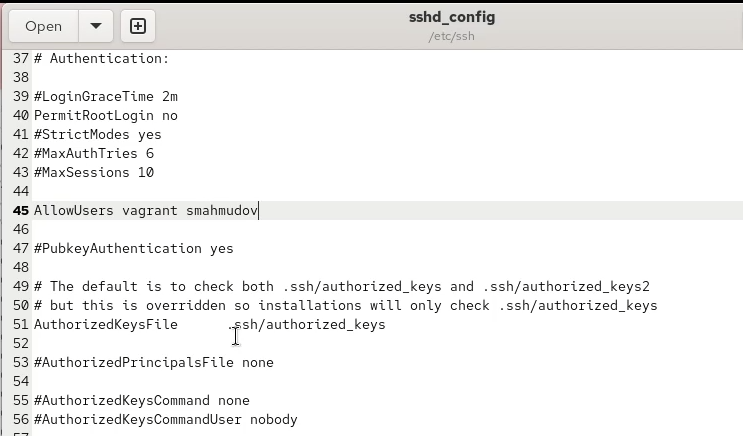 Open
sshd_config
/etc/ssh
37 # Authentication:
38
39 #LoginGraceTime 2m
40 PermitRootLogin no
41 #StrictModes yes
42 #MaxAuthTries 6
43 #MaxSessions 10
44
45 AllowUsers vagrant smahmudov
46
47 #PubkeyAuthentication yes
48
49 # The default is to check both .ssh/authorized_keys and .ssh/authorized_keys2
50 # but this is overridden so installations will only check .ssh/authorized_keys
51 AuthorizedKeysFile      .ssh/authorized_keys
52
53 #AuthorizedPrincipalsFile none
54
55 #AuthorizedKeysCommand none
56 #AuthorizedKeysCommandUser nobody